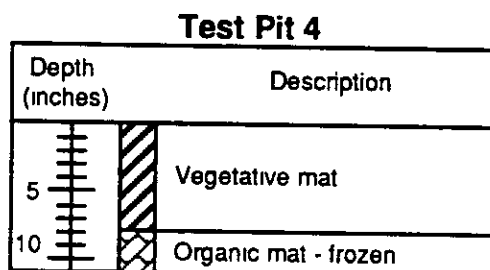 Test Pit 4
Depth
(inches)
Description
5
Vegetative mat
10
Organic mat - frozen